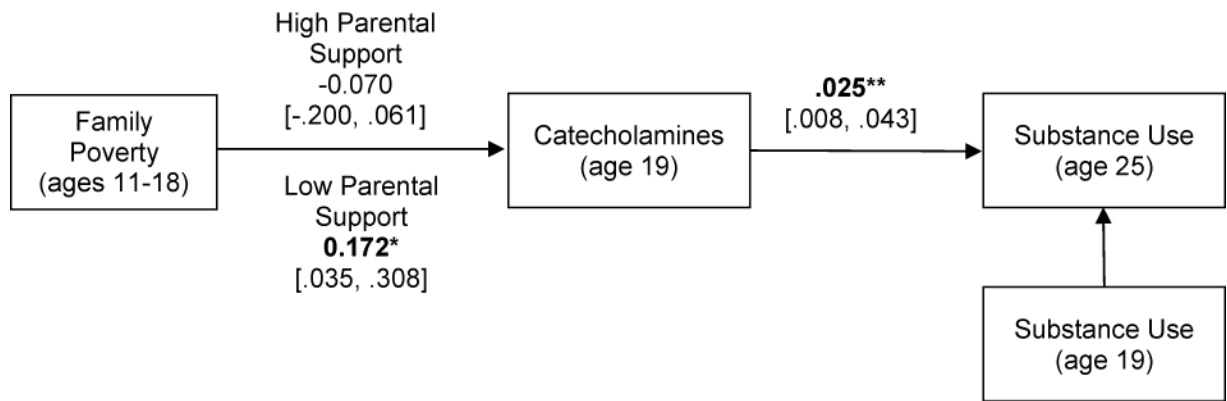 High Parental
Support
-0.070
[-.200, .061]
Family
Poverty
(ages 11-18)
Low Parental
Support
0.172*
[.035, .308]
Catecholamines
(age 19)
.025**
[.008, .043]
Substance Use
(age 25)
Substance Use
(age 19)